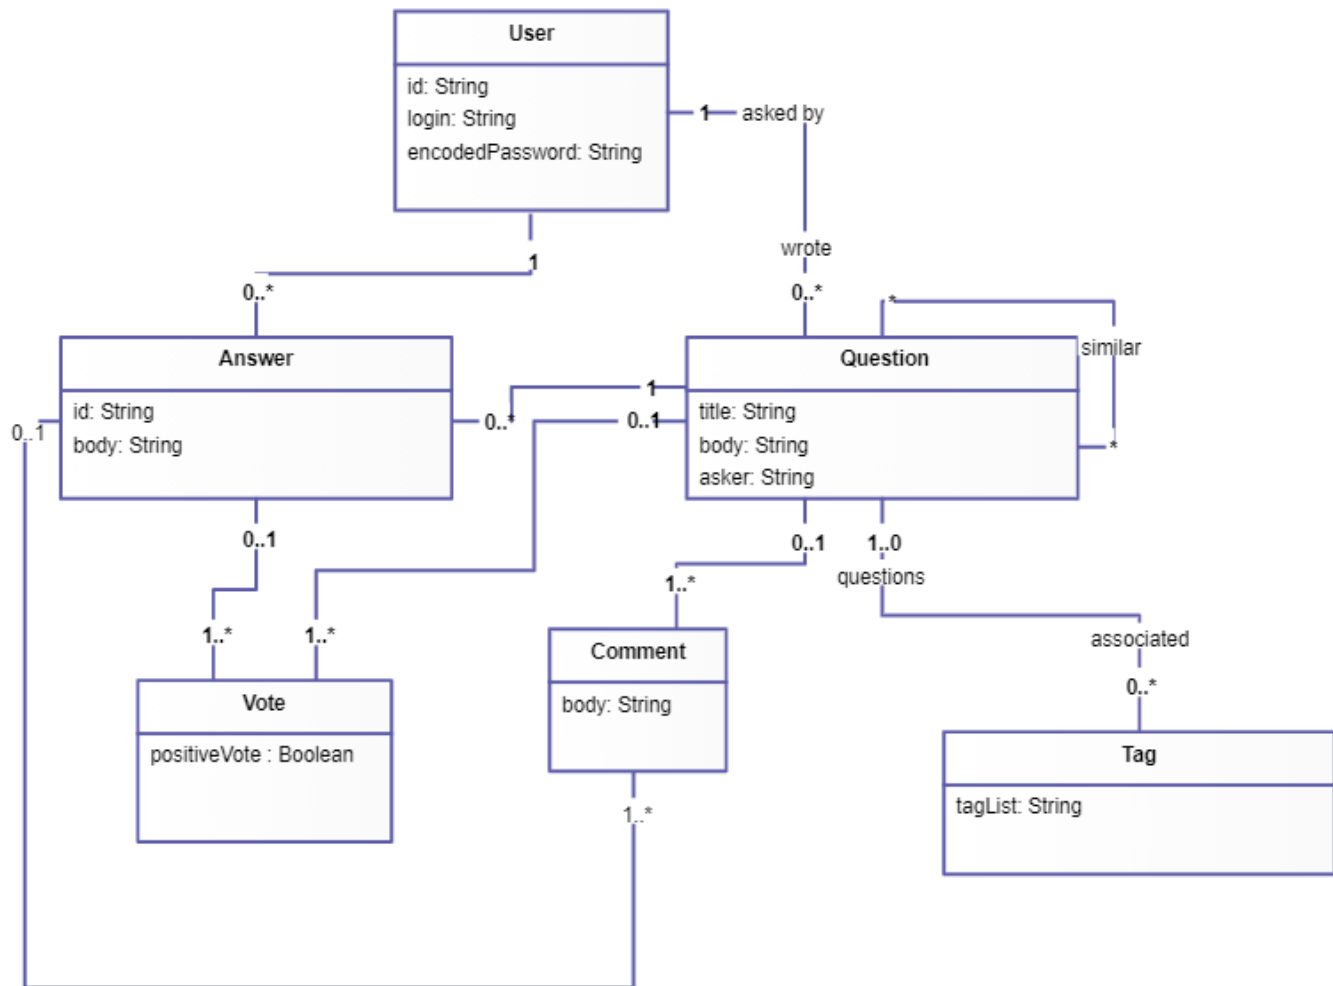 User
id: String
login: String
encodedPassword: String
1
asked by
wrote
0..*
1
0..*
*
similar
*
Answer
id: String
body: String
Question
title: String
body: String
asker: String
1
0..*
0..1
0..1
0..1
0..1
1..0
questions
1..*
1..*
1..*
associated
0..*
Comment
body: String
Vote
positiveVote : Boolean
Tag
tagList: String
1..*